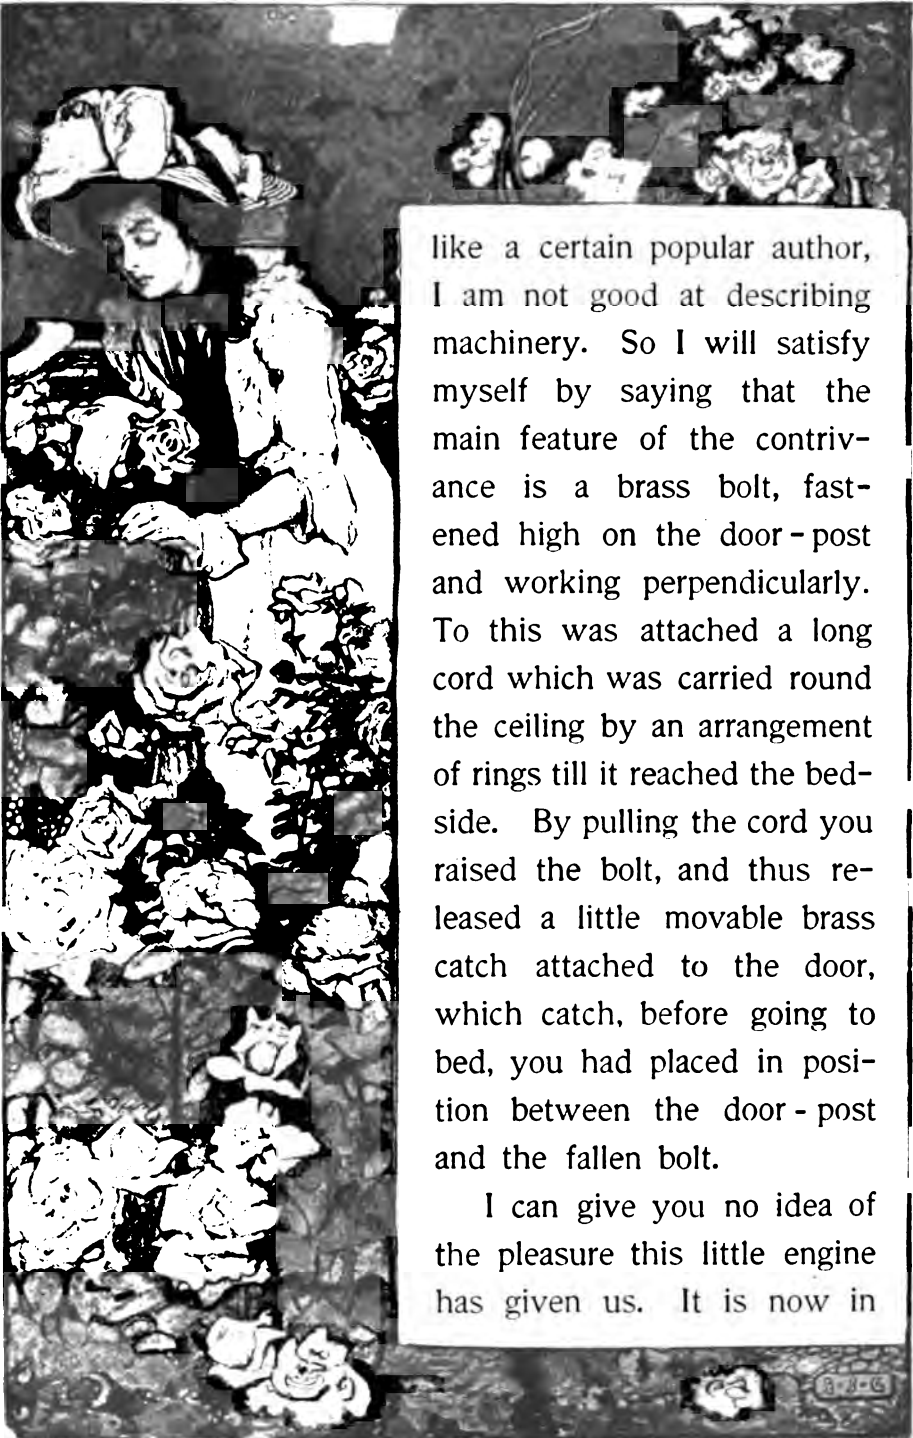 like a certain popular author,
I am not good at describing
machinery. So I will satisfy
myself by saying that the
main feature of the contriv-
ance is a brass bolt, fast-
ened high on the door-post
and working perpendicularly.
To this was attached a long
cord which was carried round
the ceiling by an arrangement
of rings till it reached the bed-
side. By pulling the cord you
raised the bolt, and thus re-
leased a little movable brass
catch attached to the door,
which catch, before going to
bed, you had placed in posi-
tion between the door-post
and the fallen bolt.
I can give you no idea of
the pleasure this little engine
has given us. It is now in